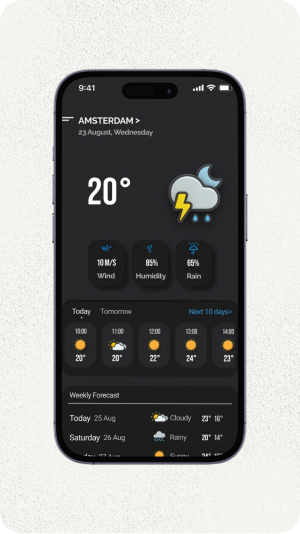 9:41
AMSTERDAM >
23 August, Wednesday
20°
10 M/S 85% 65%
Wind Humidity Rain
Today Tomorrow Next 10 days>
10:00 11:00 12:00 13:00 14:00
20° 20° 22° 24° 23°
Weekly Forecast
Today 25 Aug Cloudy 23° 16°
Saturday 26 Aug Rainy 20° 14°